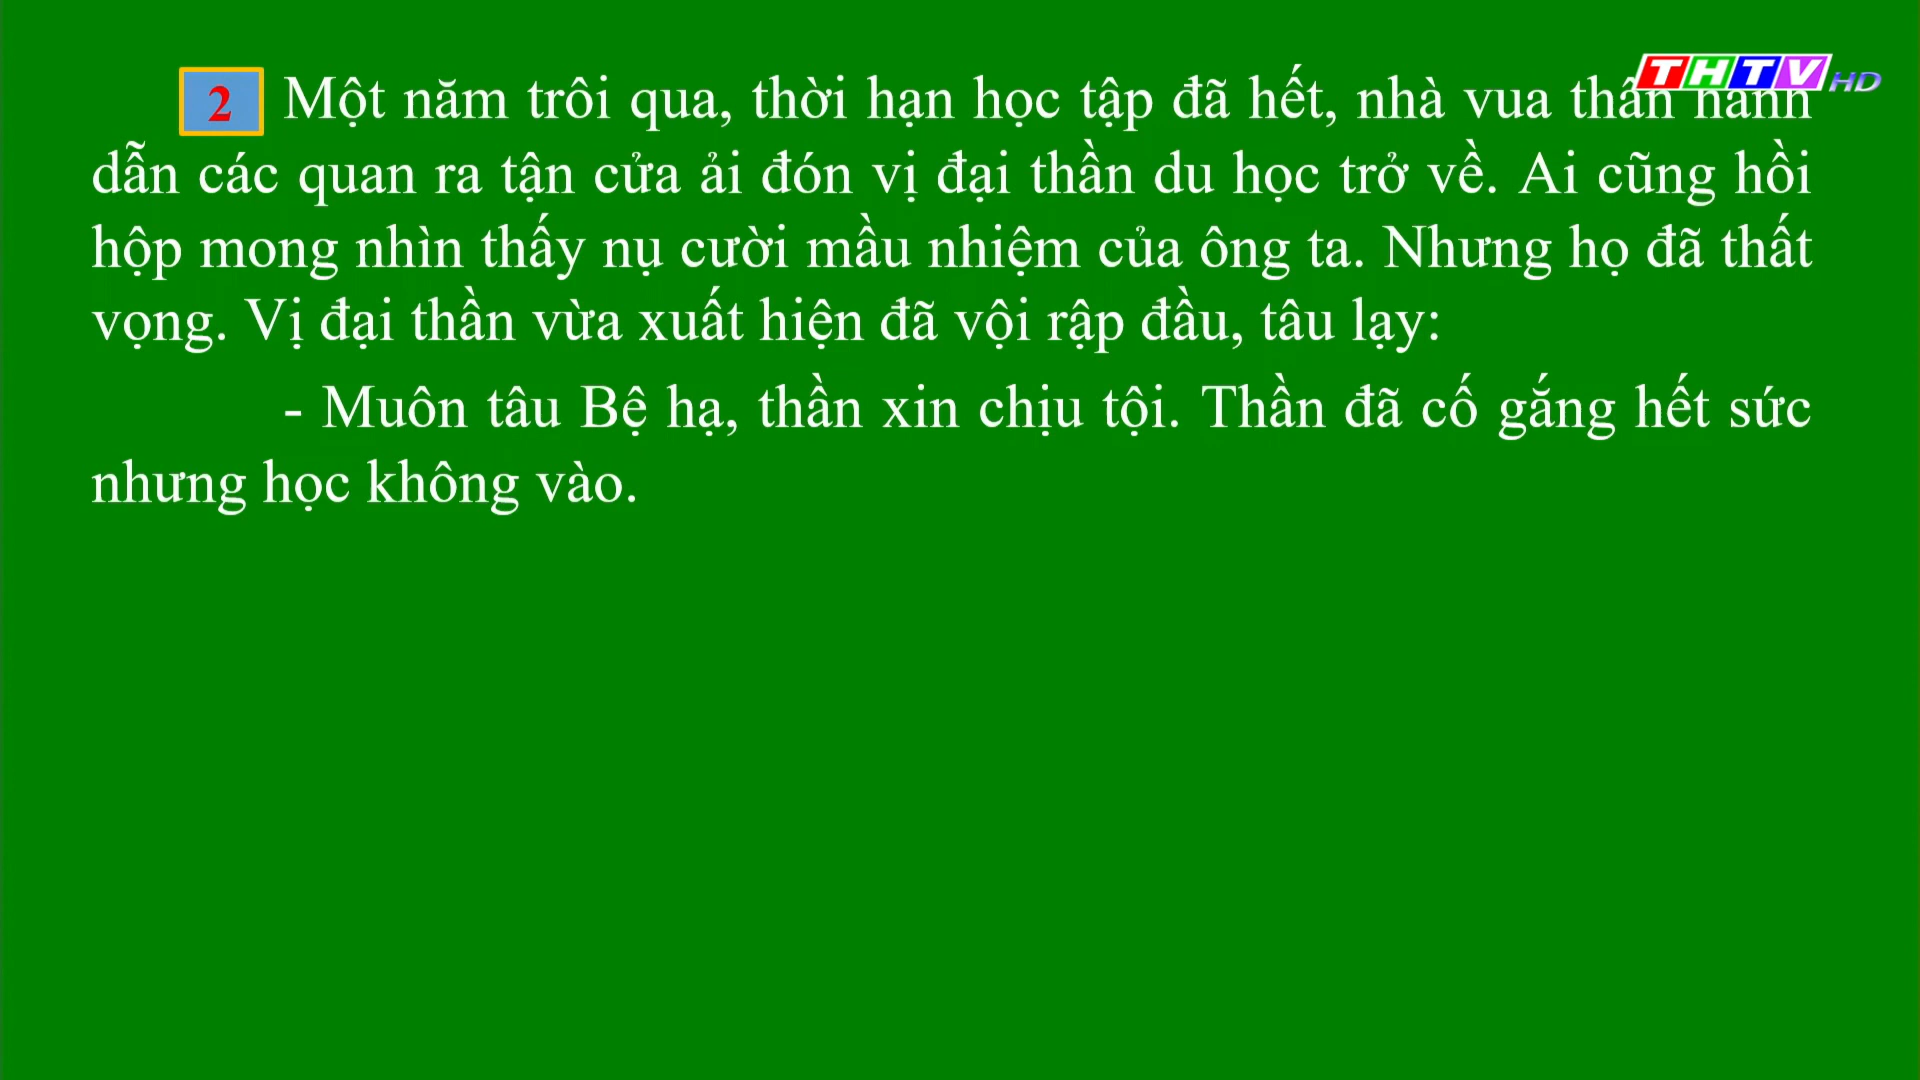 THTV HD
2 Một năm trôi qua, thời hạn học tập đã hết, nhà vua thân hành
dẫn các quan ra tận cửa ải đón vị đại thần du học trở về. Ai cũng hồi
hộp mong nhìn thấy nụ cười mầu nhiệm của ông ta. Nhưng họ đã thất
vọng. Vị đại thần vừa xuất hiện đã vội rập đầu, tâu lạy:
- Muôn tâu Bệ hạ, thần xin chịu tội. Thần đã cố gắng hết sức
nhưng học không vào.